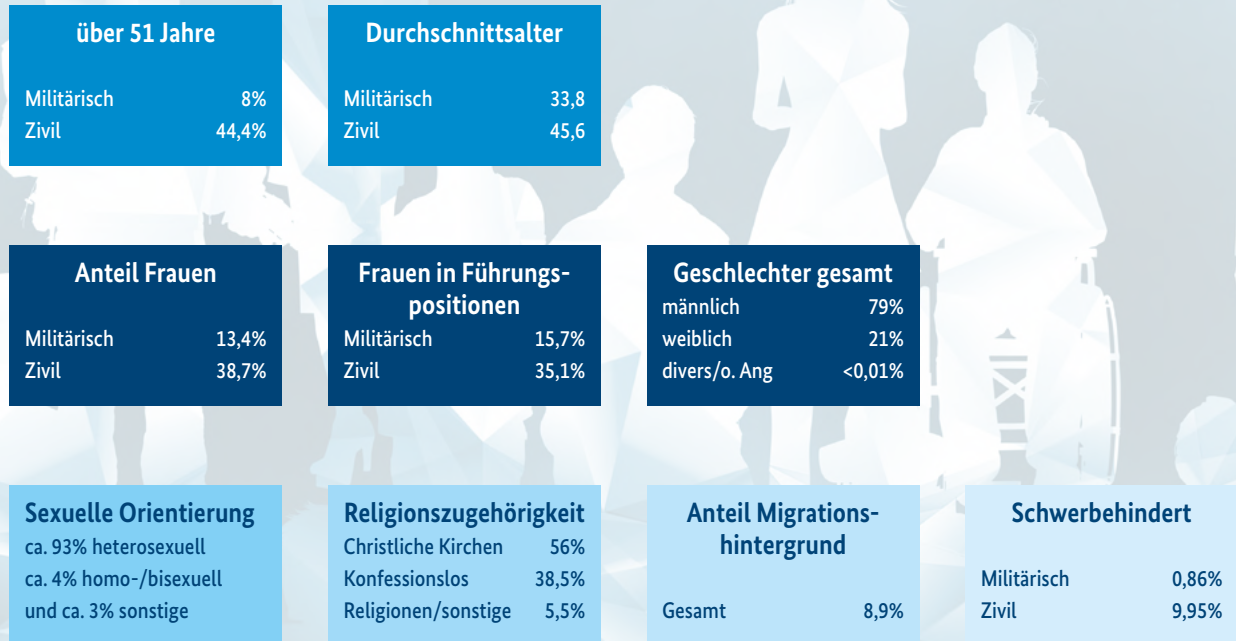 über 51 Jahre
Militärisch 8%
Zivil 44,4%
Durchschnittsalter
Militärisch 33,8
Zivil 45,6
Anteil Frauen
Militärisch 13,4%
Zivil 38,7%
Frauen in Führungs-
positionen
Militärisch 15,7%
Zivil 35,1%
Geschlechter gesamt
männlich 79%
weiblich 21%
divers/o. Ang <0,01%
Sexuelle Orientierung
ca. 93% heterosexuell
ca. 4% homo-/bisexuell
und ca. 3% sonstige
Religionszugehörigkeit
Christliche Kirchen 56%
Konfessionslos 38,5%
Religionen/sonstige 5,5%
Anteil Migrations-
hintergrund
Gesamt 8,9%
Schwerbehindert
Militärisch 0,86%
Zivil 9,95%